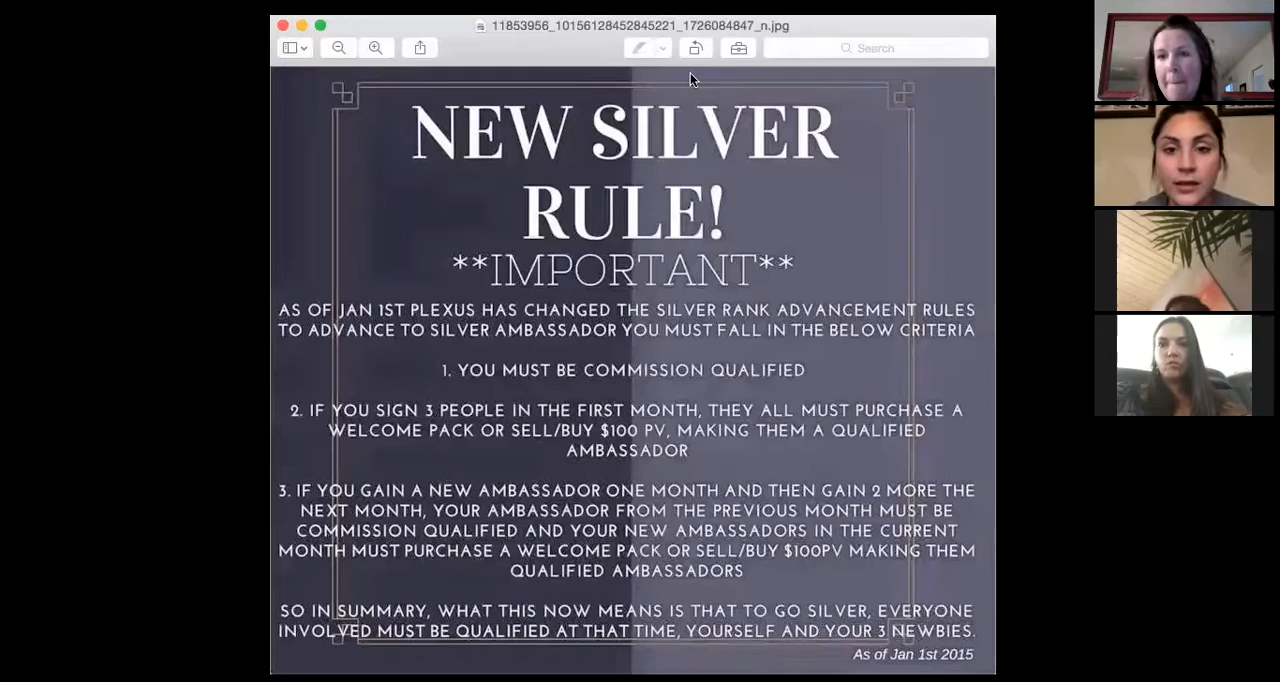 11853956_10156128452845221_1726084847_n.jpg
Search
NEW SILVER
RULE!
**IMPORTANT**
AS OF JAN 1ST PLEXUS HAS CHANGED THE SILVER RANK ADVANCEMENT RULES
TO ADVANCE TO SILVER AMBASSADOR YOU MUST FALL IN THE BELOW CRITERIA
1. YOU MUST BE COMMISSION QUALIFIED
2. IF YOU SIGN 3 PEOPLE IN THE FIRST MONTH, THEY ALL MUST PURCHASE A
WELCOME PACK OR SELL/BUY $100 PV, MAKING THEM A QUALIFIED
AMBASSADOR
3. IF YOU GAIN A NEW AMBASSADOR ONE MONTH AND THEN GAIN 2 MORE THE
NEXT MONTH, YOUR AMBASSADOR FROM THE PREVIOUS MONTH MUST BE
COMMISSION QUALIFIED AND YOUR NEW AMBASSADORS IN THE CURRENT
MONTH MUST PURCHASE A WELCOME PACK OR SELL/BUY $100PV MAKING THEM
QUALIFIED AMBASSADORS
SO IN SUMMARY, WHAT THIS NOW MEANS IS THAT TO GO SILVER, EVERYONE
INVOLVED MUST BE QUALIFIED AT THAT TIME, YOURSELF AND YOUR 3 NEWBIES.
As of Jan 1st 2015